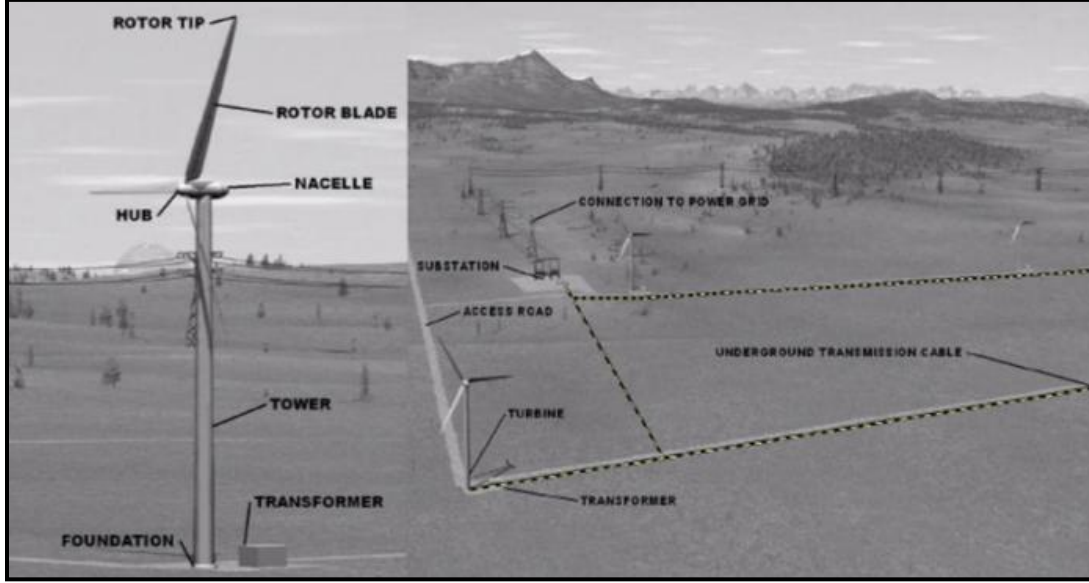 ROTOR TIP
ROTOR BLADE
NACELLE
HUB
TOWER
TRANSFORMER
FOUNDATION
CONNECTION TO POWER GRID
SUBSTATION
ACCESS ROAD
UNDERGROUND TRANSMISSION CABLE
TURBINE
TRANSFORMER